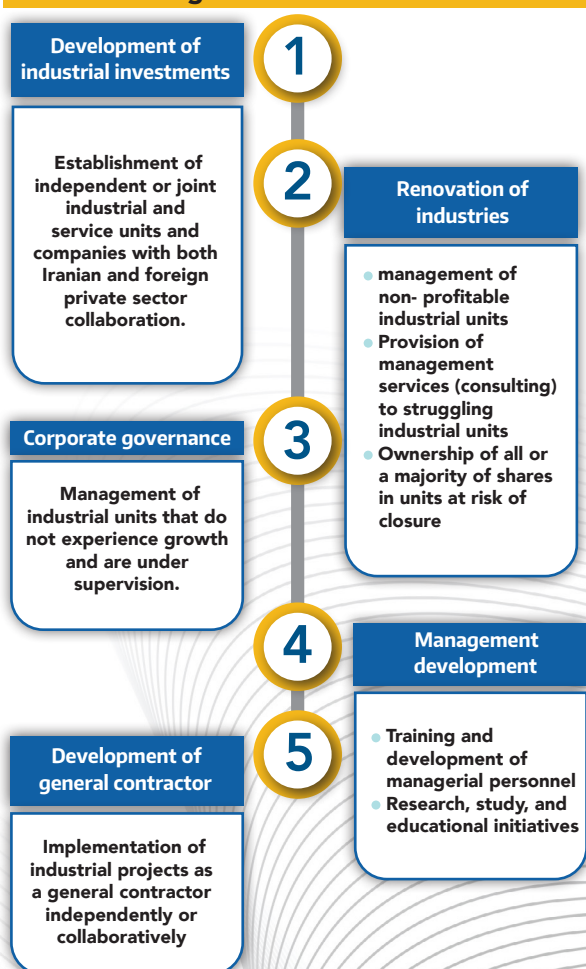 1
Development of
industrial investments
Establishment of
independent or joint
industrial and
service units and
companies with both
Iranian and foreign
private sector
collaboration.
2
Renovation of
industries
management of
non- profitable
industrial units
Provision of
management
services (consulting)
to struggling
industrial units
Ownership of all or
a majority of shares
in units at risk of
closure
3
Corporate governance
Management of
industrial units that do
not experience growth
and are under
supervision.
4
Management
development
Training and
development of
managerial personnel
Research, study, and
educational initiatives
5
Development of
general contractor
Implementation of
industrial projects as
a general contractor
independently or
collaboratively